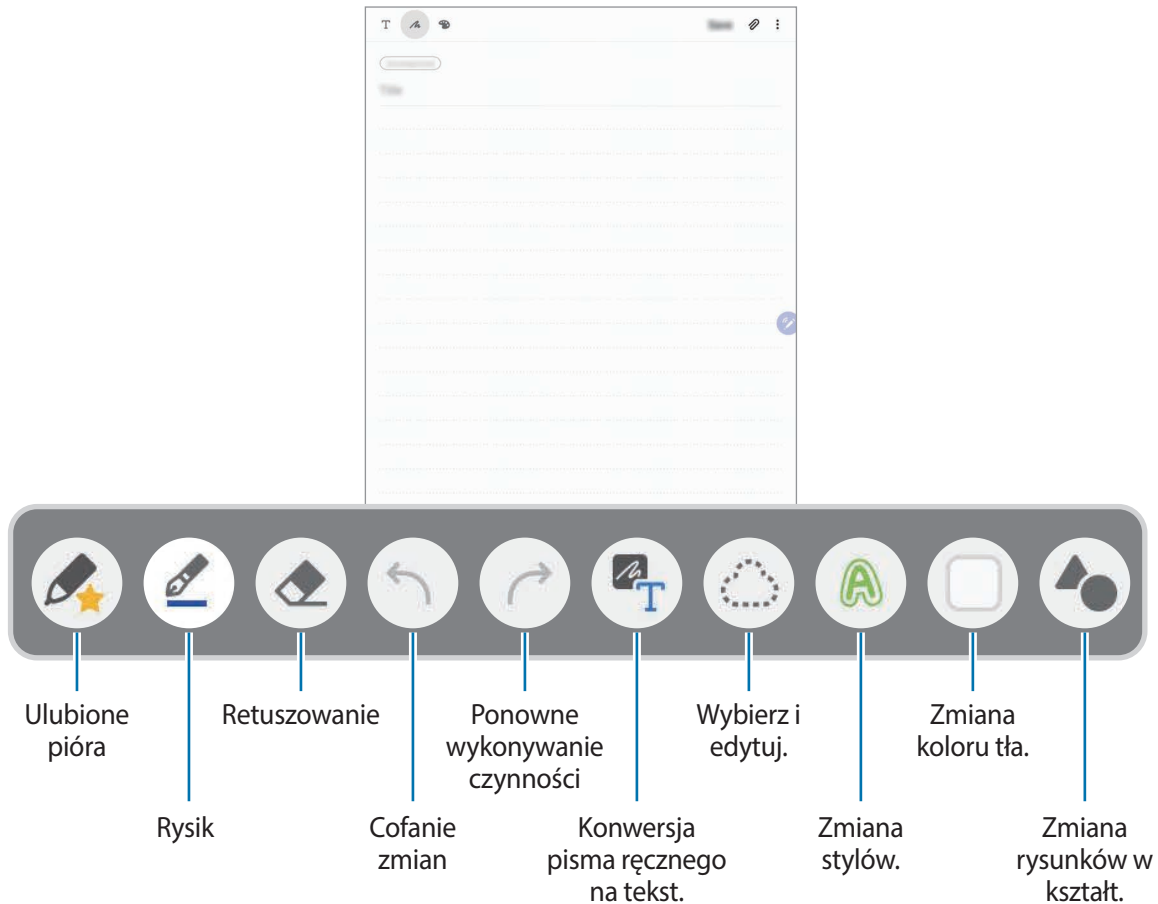 T
Ulubione
pióra
Retuszowanie
Ponowne
wykonywanie
czynności
Wybierz i
edytuj.
Zmiana
koloru tła.
Rysik
Cofanie
zmian
Konwersja
pisma ręcznego
na tekst.
Zmiana
stylów.
Zmiana
rysunków w
kształt.